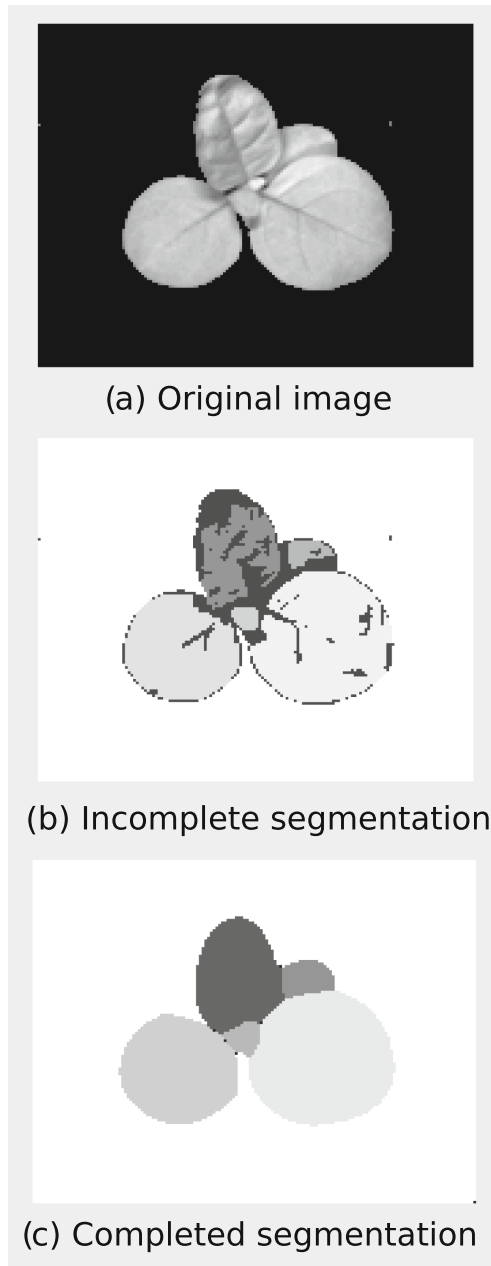 (a) Original image
(b) Incomplete segmentation
(c) Completed segmentation